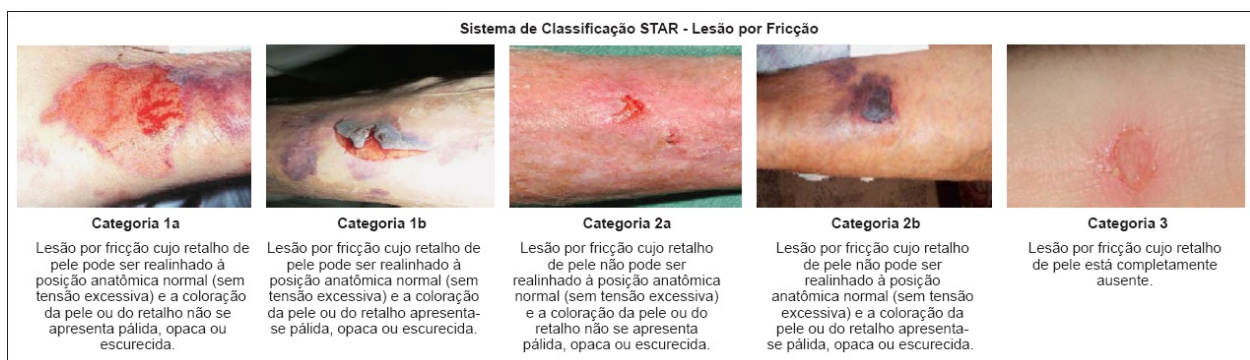 Sistema de Classificação STAR - Lesão por Fricção
Categoria 1a
Lesão por fricção cujo retalho de
pele pode ser realinhado à
posição anatômica normal (sem
tensão excessiva) e a coloração
da pele ou do retalho não se
apresenta pálida, opaca ou
escurecida.
Categoria 1b
Lesão por fricção cujo retalho de
pele pode ser realinhado à
posição anatômica normal (sem
tensão excessiva) e a coloração
da pele ou do retalho apresenta-
se pálida, opaca ou escurecida.
Categoria 2a
Lesão por fricção cujo retalho
de pele não pode ser
realinhado à posição anatômica
normal (sem tensão excessiva)
e a coloração da pele ou do
retalho não se apresenta
pálida, opaca ou escurecida.
Categoria 2b
Lesão por fricção cujo retalho
de pele não pode ser
realinhado à posição
anatômica normal (sem tensão
excessiva) e a coloração da
pele ou do retalho apresenta-
se pálida, opaca ou escurecida.
Categoria 3
Lesão por fricção cujo retalho
de pele está completamente
ausente.